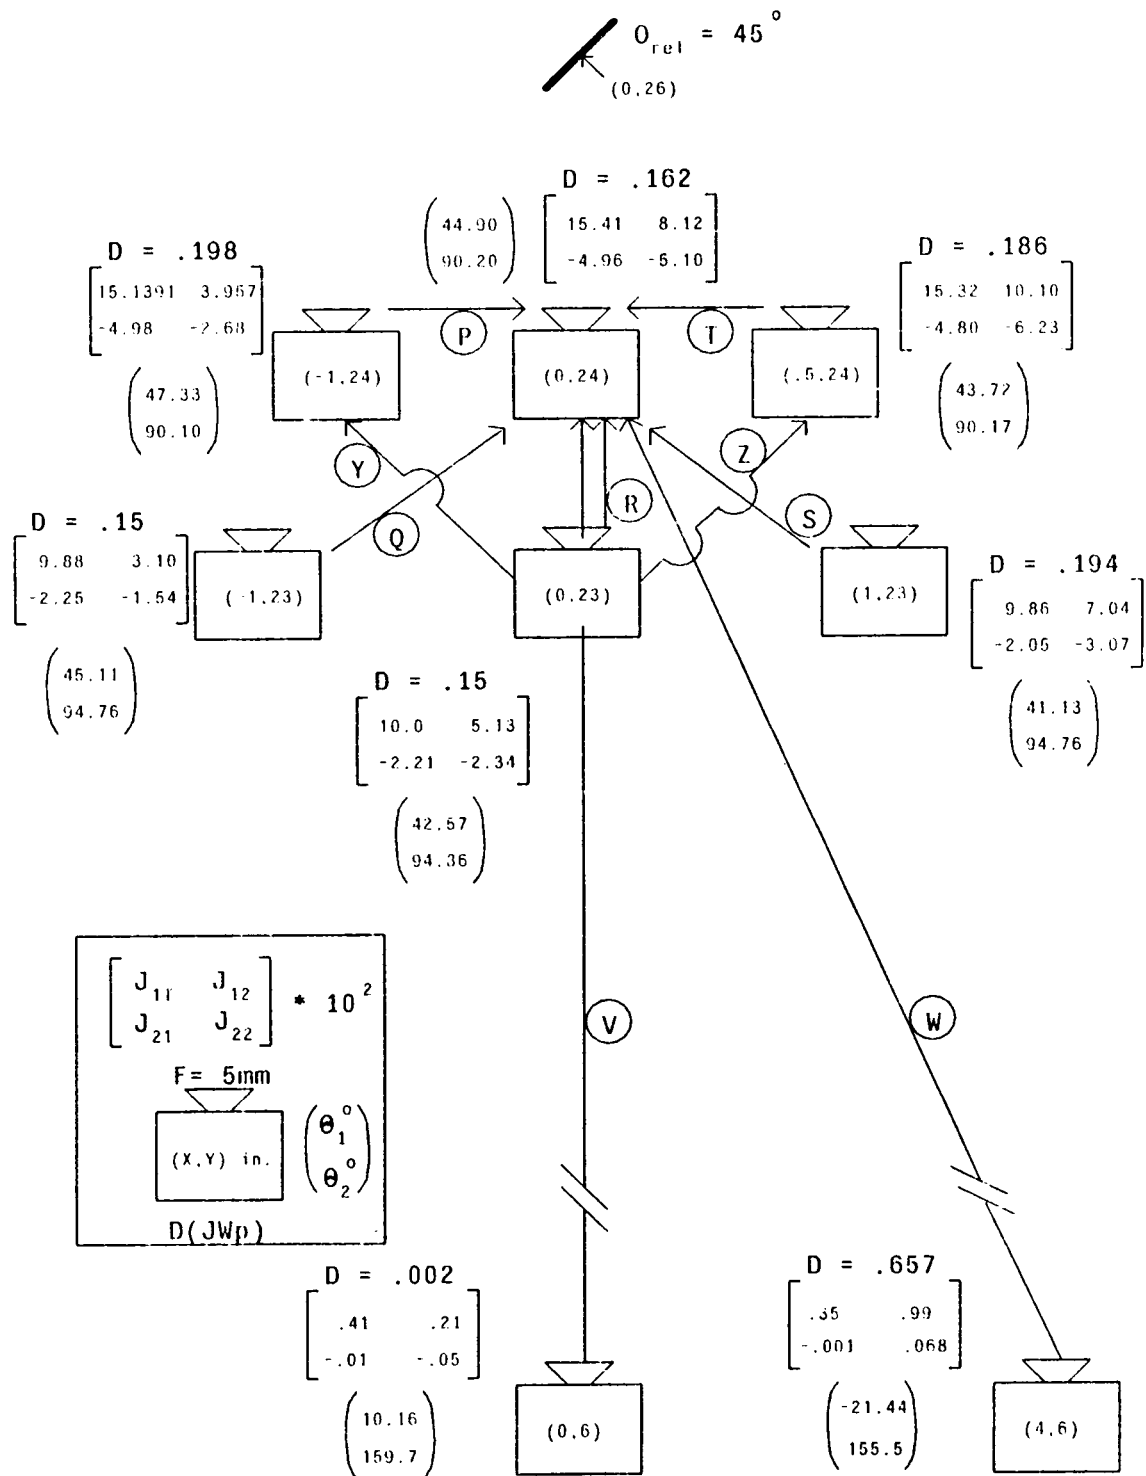 O_rel = 45°
(0,26)
D = .162
44.90
90.20
15.41 8.12
-4.96 -5.10
D = .198
15.1391 3.957
-4.98 -2.68
47.33
90.10
D = .186
15.32 10.10
-4.80 -6.23
43.72
90.17
P
T
(-1,24)
(0,24)
(.5,24)
Y
Z
Q
R
S
D = .15
9.88 3.10
-2.25 -1.54
45.11
94.76
(-1,23)
(0,23)
(1,23)
D = .194
9.86 7.04
-2.05 -3.07
41.13
94.76
D = .15
10.0 5.13
-2.21 -2.34
42.57
94.36
J11 J12
J21 J22
* 10²
F= 5mm
(X,Y) in.
Θ1°
Θ2°
D(JWp)
V
W
D = .002
.41 .21
-.01 -.05
10.16
159.7
(0,6)
D = .657
.35 .99
-.001 .068
-21.44
155.5
(4,6)